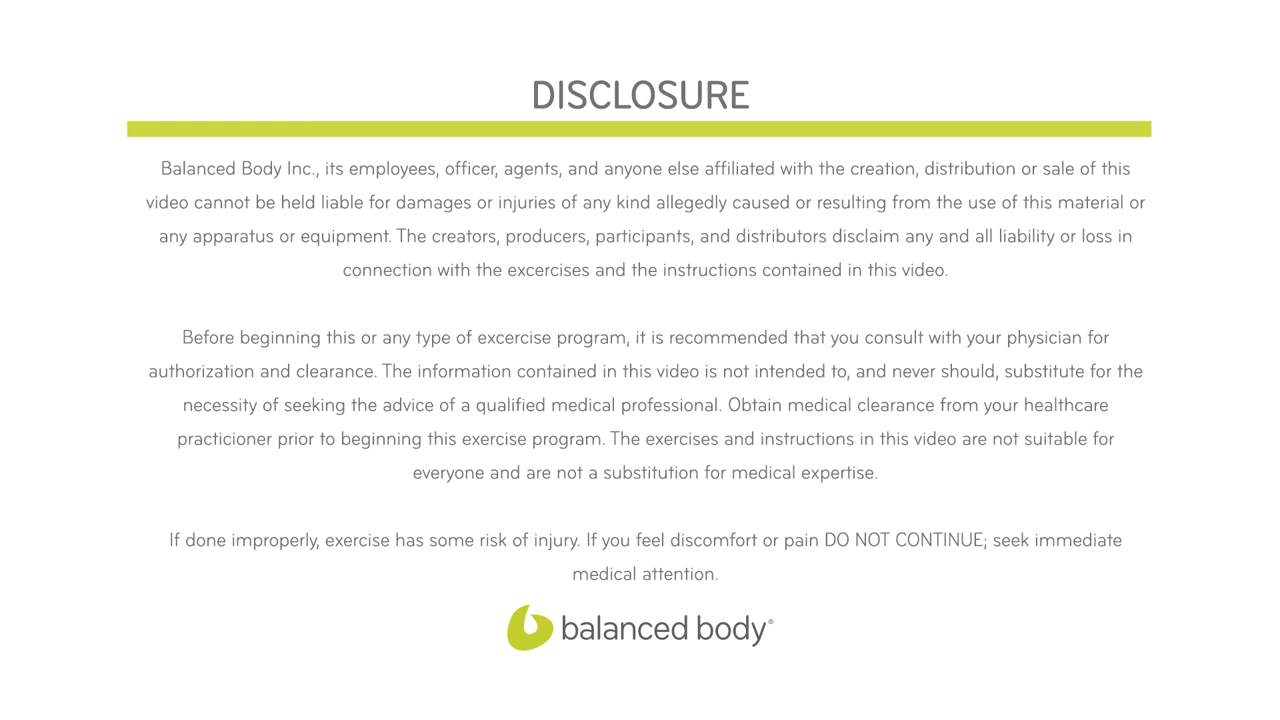 DISCLOSURE
Balanced Body Inc., its employees, officer, agents, and anyone else affiliated with the creation, distribution or sale of this
video cannot be held liable for damages or injuries of any kind allegedly caused or resulting from the use of this material or
any apparatus or equipment. The creators, producers, participants, and distributors disclaim any and all liability or loss in
connection with the excercises and the instructions contained in this video.
Before beginning this or any type of excercise program, it is recommended that you consult with your physician for
authorization and clearance. The information contained in this video is not intended to, and never should, substitute for the
necessity of seeking the advice of a qualified medical professional. Obtain medical clearance from your healthcare
practicioner prior to beginning this exercise program. The exercises and instructions in this video are not suitable for
everyone and are not a substitution for medical expertise.
If done improperly, exercise has some risk of injury. If you feel discomfort or pain DO NOT CONTINUE; seek immediate
medical attention.
balanced body®